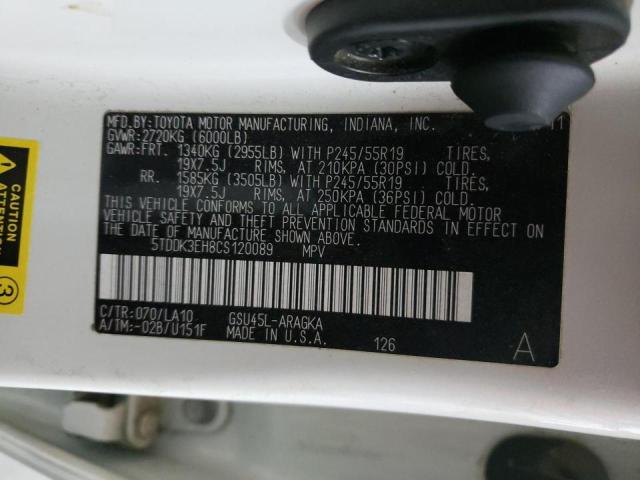 MFD.BY:TOYOTA MOTOR MANUFACTURING, INDIANA, INC.
GVWR:2720KG (6000LB)
GAWR:FRT. 1340KG (2955LB) WITH P245/55R19 TIRES,
19X7.5J RIMS, AT 210KPA (30PSI) COLD.
RR. 1585KG (3505LB) WITH P245/55R19 TIRES,
19X7.5J RIMS, AT 250KPA (36PSI) COLD.
THIS VEHICLE CONFORMS TO ALL APPLICABLE FEDERAL MOTOR
VEHICLE SAFETY AND THEFT PREVENTION STANDARDS IN EFFECT ON
THE DATE OF MANUFACTURE SHOWN ABOVE.
5TDDK3EH8CS120089 MPV
C/TR:070/LA10 GSU45L-ARAGKA
A/TM:-02B/U151F MADE IN U.S.A.
126
A
CAUTION
ATTENTION
3